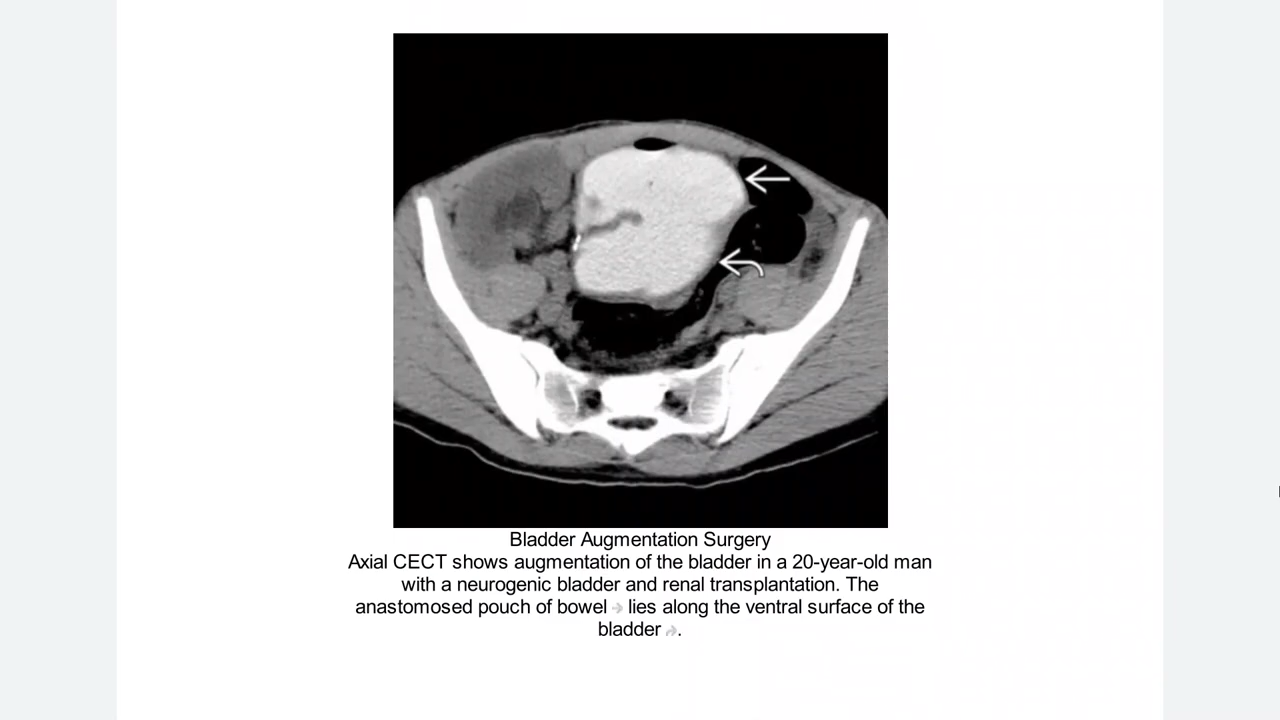 Bladder Augmentation Surgery
Axial CECT shows augmentation of the bladder in a 20-year-old man
with a neurogenic bladder and renal transplantation. The
anastomosed pouch of bowel lies along the ventral surface of the
bladder .